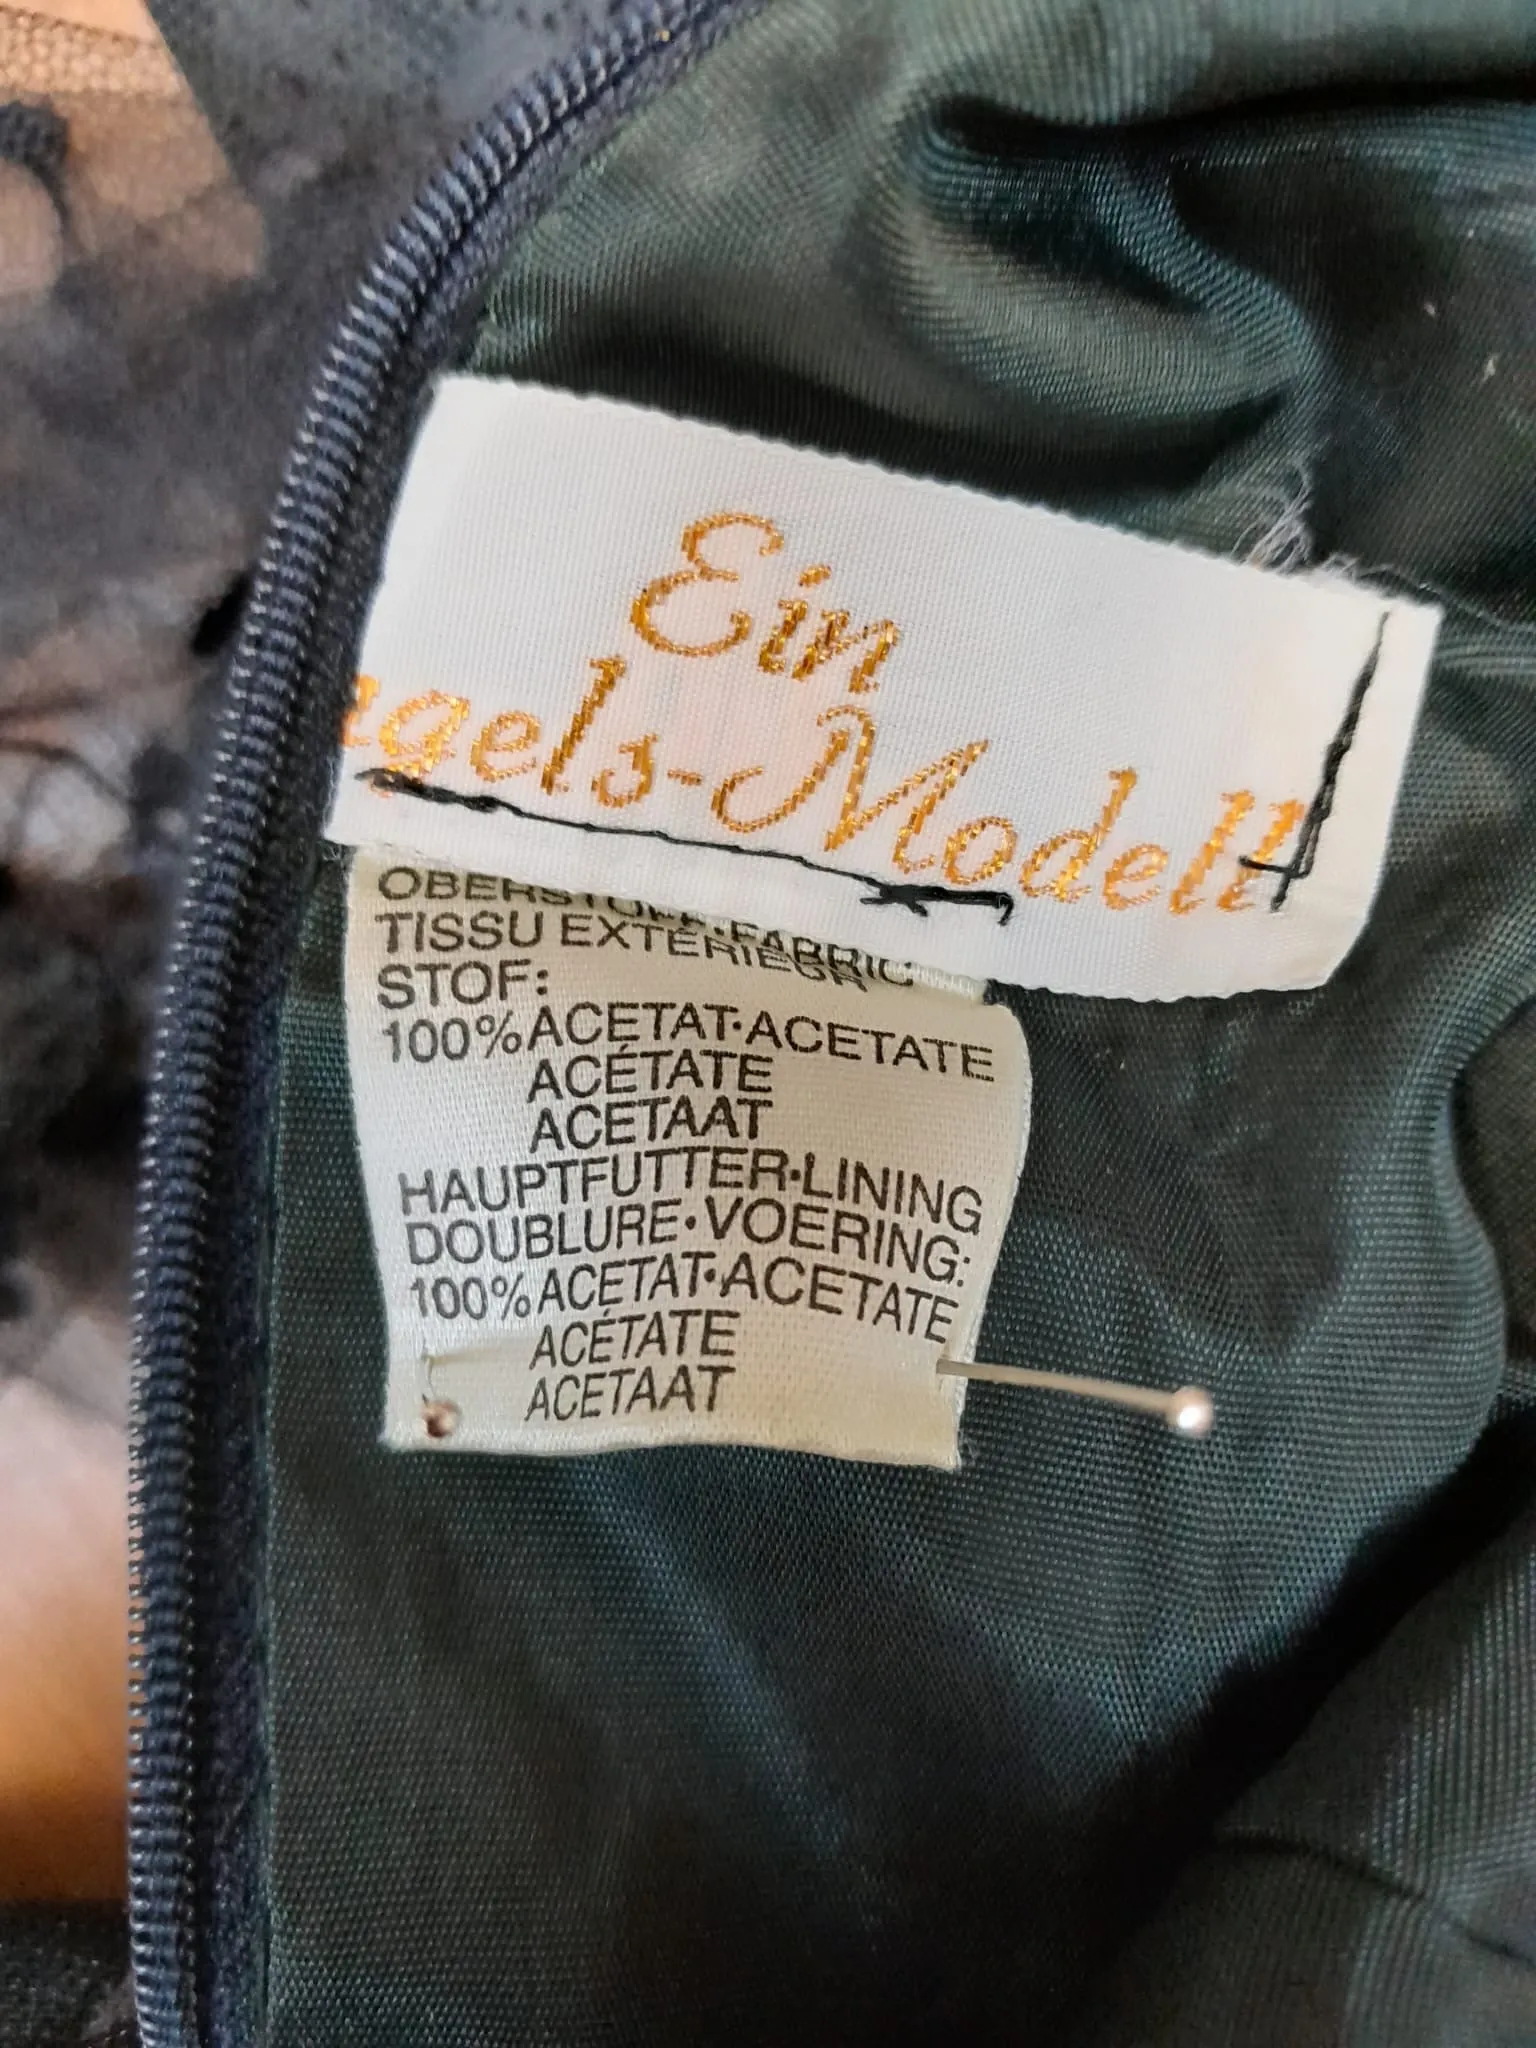 Ein
gels-Modell
OBERSTOFF·FABRIC
TISSU EXTÉRIEUR
STOF:
100% ACETAT·ACETATE
ACÉTATE
ACETAAT
HAUPTFUTTER·LINING
DOUBLURE·VOERING:
100% ACETAT·ACETATE
ACÉTATE
ACETAAT